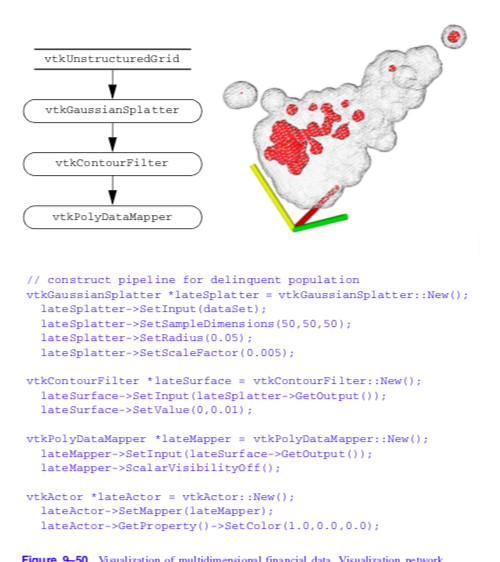 vtkUnstructuredGrid
vtkGaussianSplatter
vtkContourFilter
vtkPolyDataMapper
// construct pipeline for delinquent population
vtkGaussianSplatter *lateSplatter = vtkGaussianSplatter::New();
lateSplatter->SetInput(dataSet);
lateSplatter->SetSampleDimensions(50,50,50);
lateSplatter->SetRadius(0.05);
lateSplatter->SetScaleFactor(0.005);
vtkContourFilter *lateSurface = vtkContourFilter::New();
lateSurface->SetInput(lateSplatter->GetOutput());
lateSurface->SetValue(0,0.01);
vtkPolyDataMapper *lateMapper = vtkPolyDataMapper::New();
lateMapper->SetInput(lateSurface->GetOutput());
lateMapper->ScalarVisibilityOff();
vtkActor *lateActor = vtkActor::New();
lateActor->SetMapper(lateMapper);
lateActor->GetProperty()->SetColor(1.0,0.0,0.0);
Figure 9–50 Visualization of multidimensional financial data. Visualization network